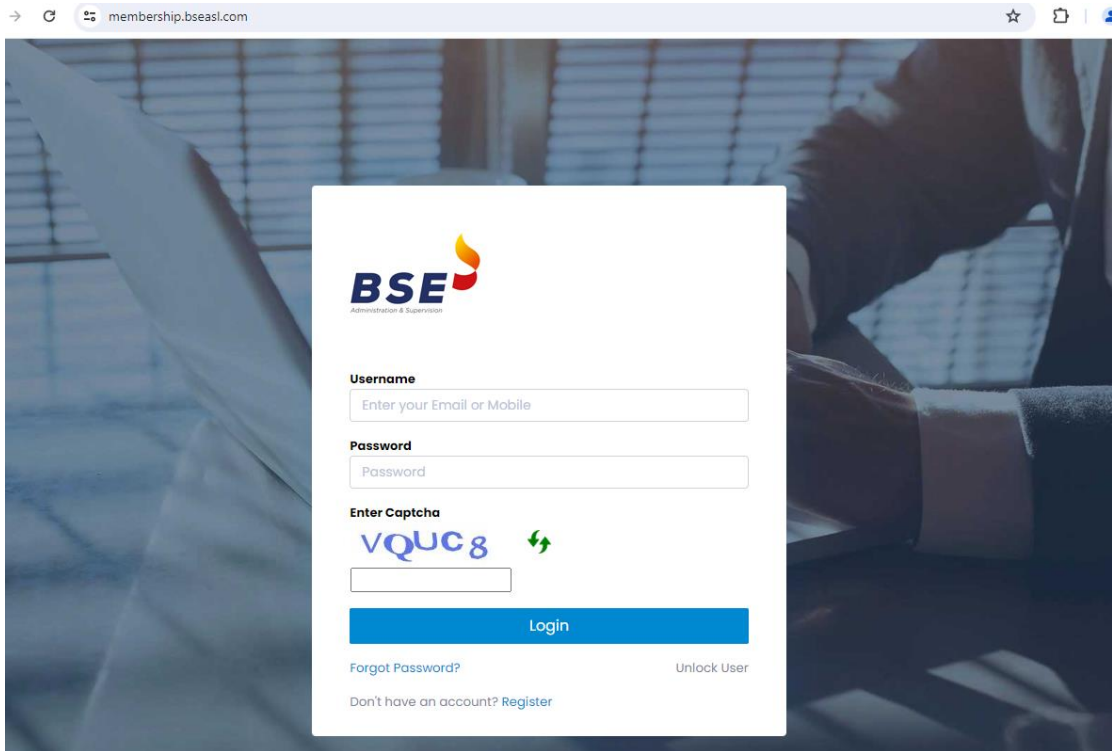 membership.bseasl.com
BSE
Administration & Supervision
Username
Enter your Email or Mobile
Password
Password
Enter Captcha
VQUC8
Login
Forgot Password? Unlock User
Don't have an account? Register